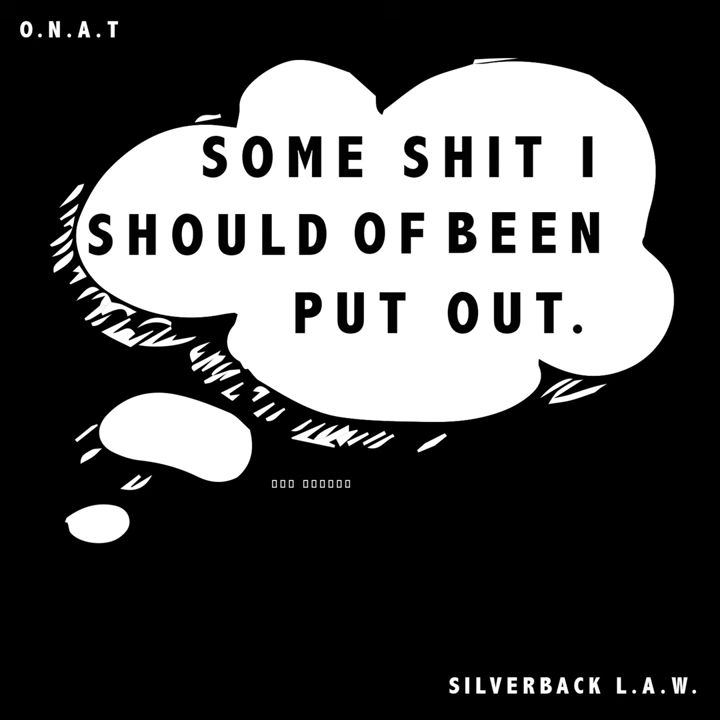 O.N.A.T
SOME SHIT I
SHOULD OF BEEN
PUT OUT.
SILVERBACK L.A.W.